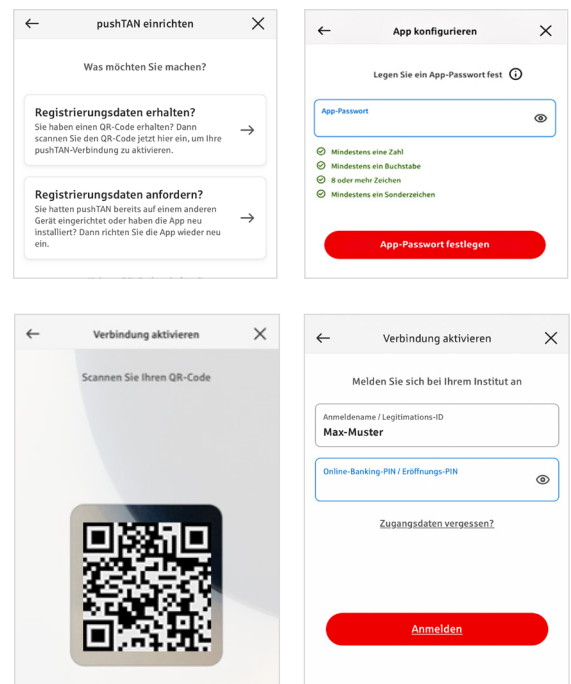 pushTAN einrichten
Was möchten Sie machen?
Registrierungsdaten erhalten?
Sie haben einen QR-Code erhalten? Dann
scannen Sie den QR-Code jetzt hier ein, um Ihre
pushTAN-Verbindung zu aktivieren.
Registrierungsdaten anfordern?
Sie hatten pushTAN bereits auf einem anderen
Gerät eingerichtet oder haben die App neu
installiert? Dann richten Sie die App wieder neu
ein.
App konfigurieren
Legen Sie ein App-Passwort fest
App-Passwort
Mindestens eine Zahl
Mindestens ein Buchstabe
8 oder mehr Zeichen
Mindestens ein Sonderzeichen
App-Passwort festlegen
Verbindung aktivieren
Scannen Sie Ihren QR-Code
Verbindung aktivieren
Melden Sie sich bei Ihrem Institut an
Anmeldename / Legitimations-ID
Max-Muster
Online-Banking-PIN / Eröffnungs-PIN
Zugangsdaten vergessen?
Anmelden